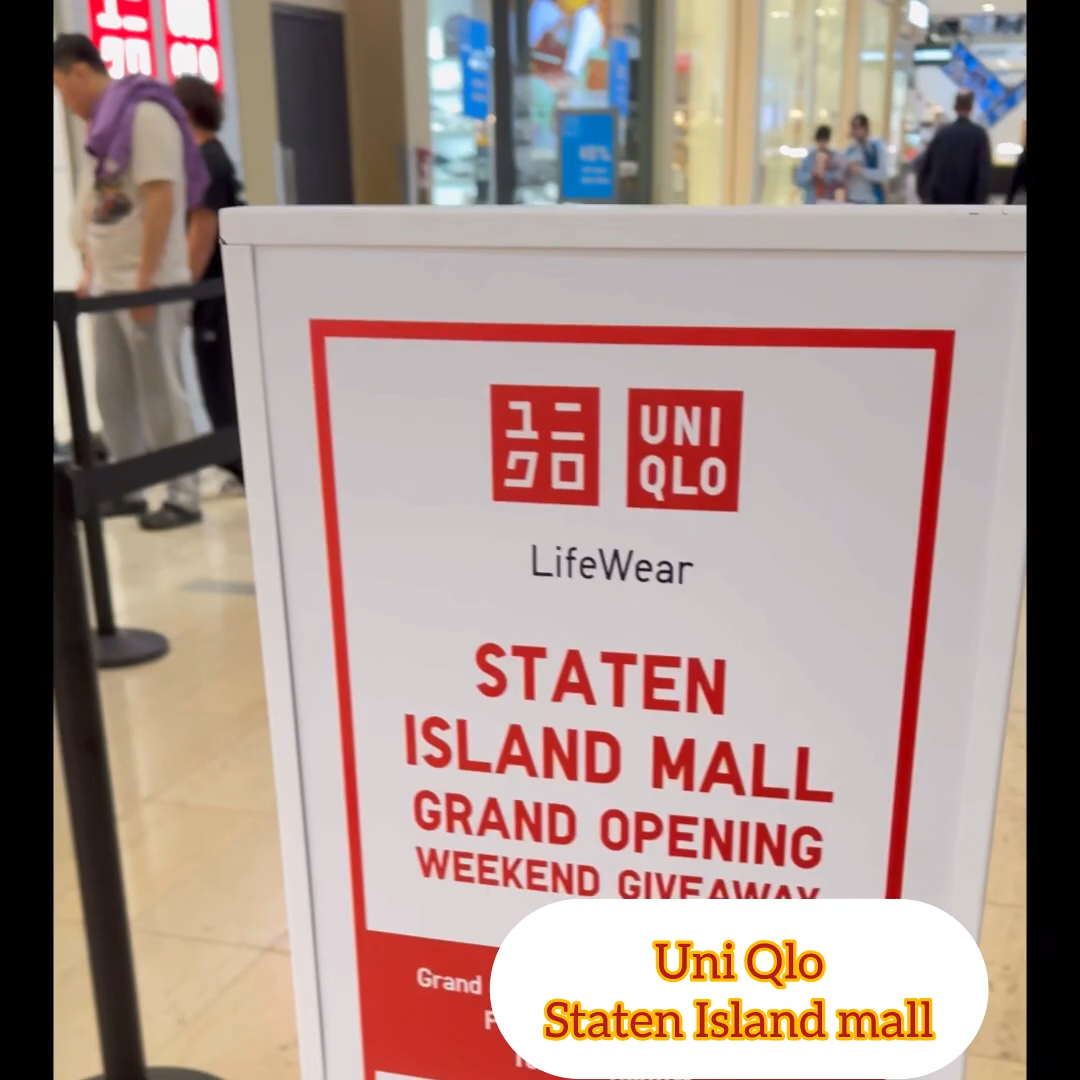 ユニ
クロ
UNI
QLO
LifeWear
STATEN
ISLAND MALL
GRAND OPENING
WEEKEND GIVEAWAY
Grand
Uni Qlo
Staten Island mall